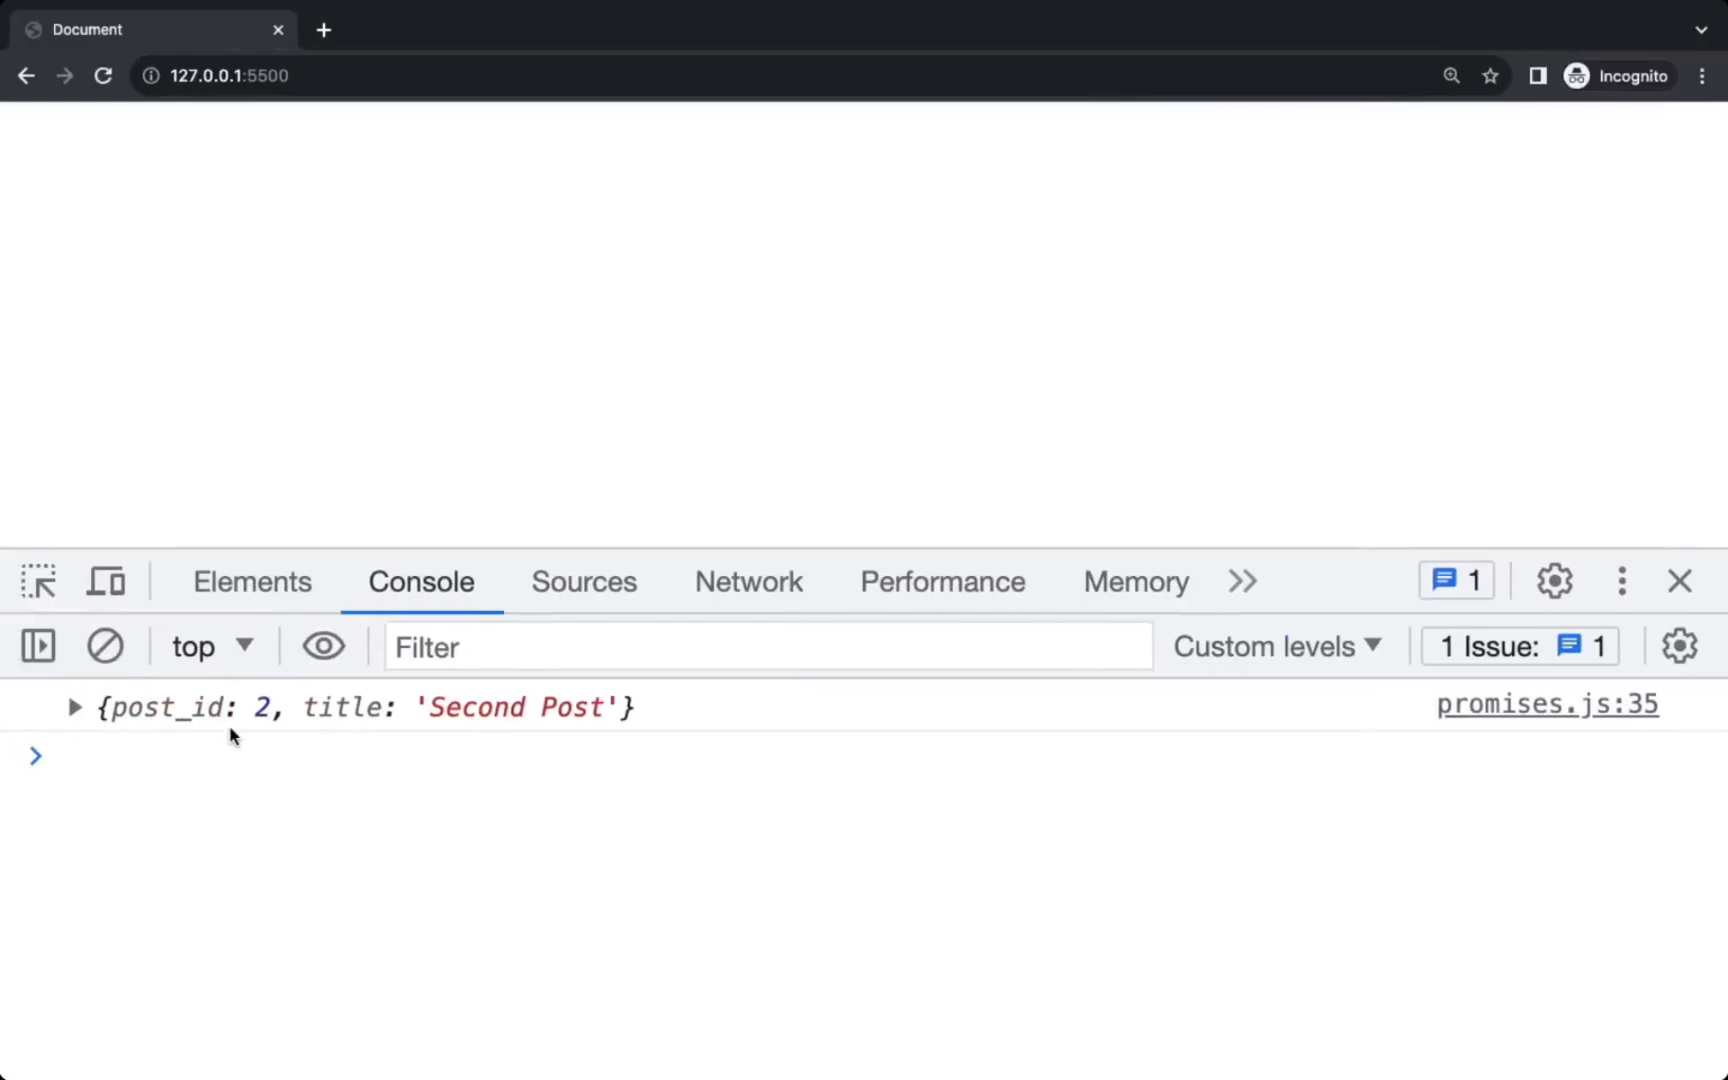 Document
127.0.0.1:5500
Incognito
Elements Console Sources Network Performance Memory 1
top Filter Custom levels 1 Issue: 1
{post_id: 2, title: 'Second Post'} promises.js:35